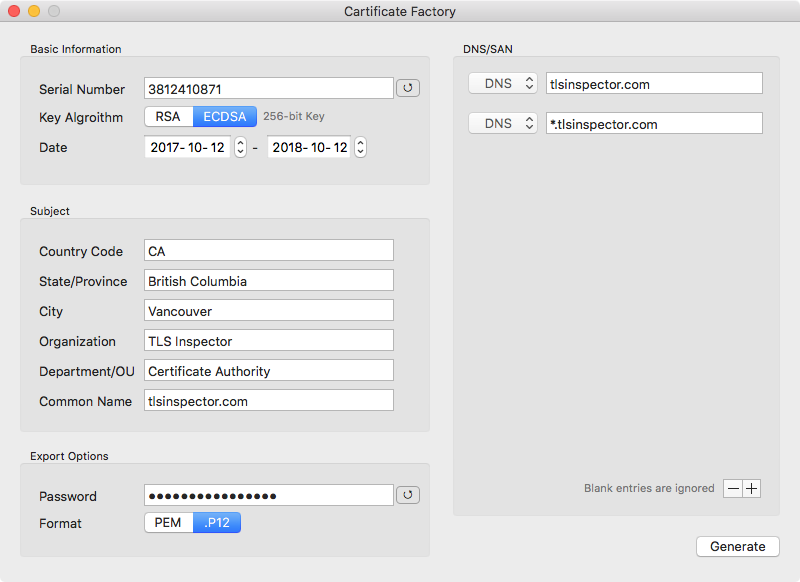 Cartificate Factory
Basic Information
Serial Number 3812410871
Key Algroithm RSA ECDSA 256-bit Key
Date 2017-10-12 - 2018-10-12
Subject
Country Code CA
State/Province British Columbia
City Vancouver
Organization TLS Inspector
Department/OU Certificate Authority
Common Name tlsinspector.com
Export Options
Password ●●●●●●●●●●●●●●●●
Format PEM .P12
DNS/SAN
DNS tlsinspector.com
DNS *.tlsinspector.com
Blank entries are ignored
Generate